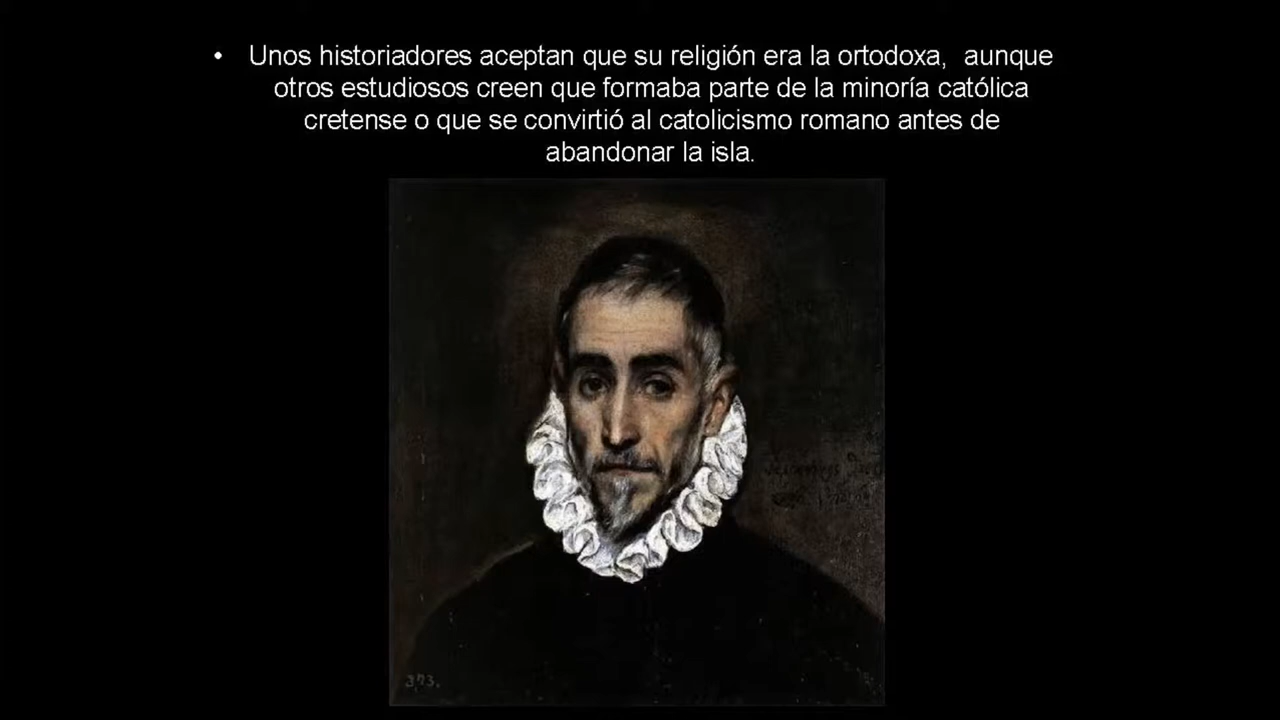 • Unos historiadores aceptan que su religión era la ortodoxa, aunque
otros estudiosos creen que formaba parte de la minoría católica
cretense o que se convirtió al catolicismo romano antes de
abandonar la isla.
373.